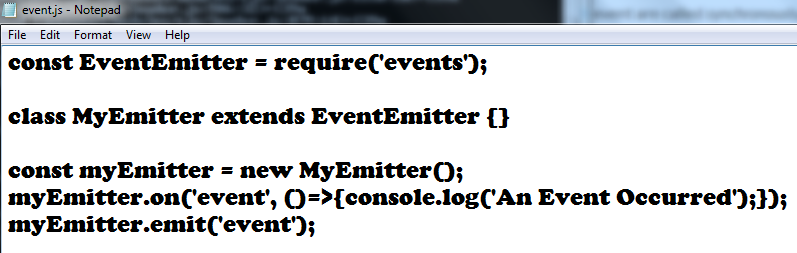 event.js - Notepad
File Edit Format View Help
const EventEmitter = require('events');
class MyEmitter extends EventEmitter {}
const myEmitter = new MyEmitter();
myEmitter.on('event', ()=>{console.log('An Event Occurred');});
myEmitter.emit('event');